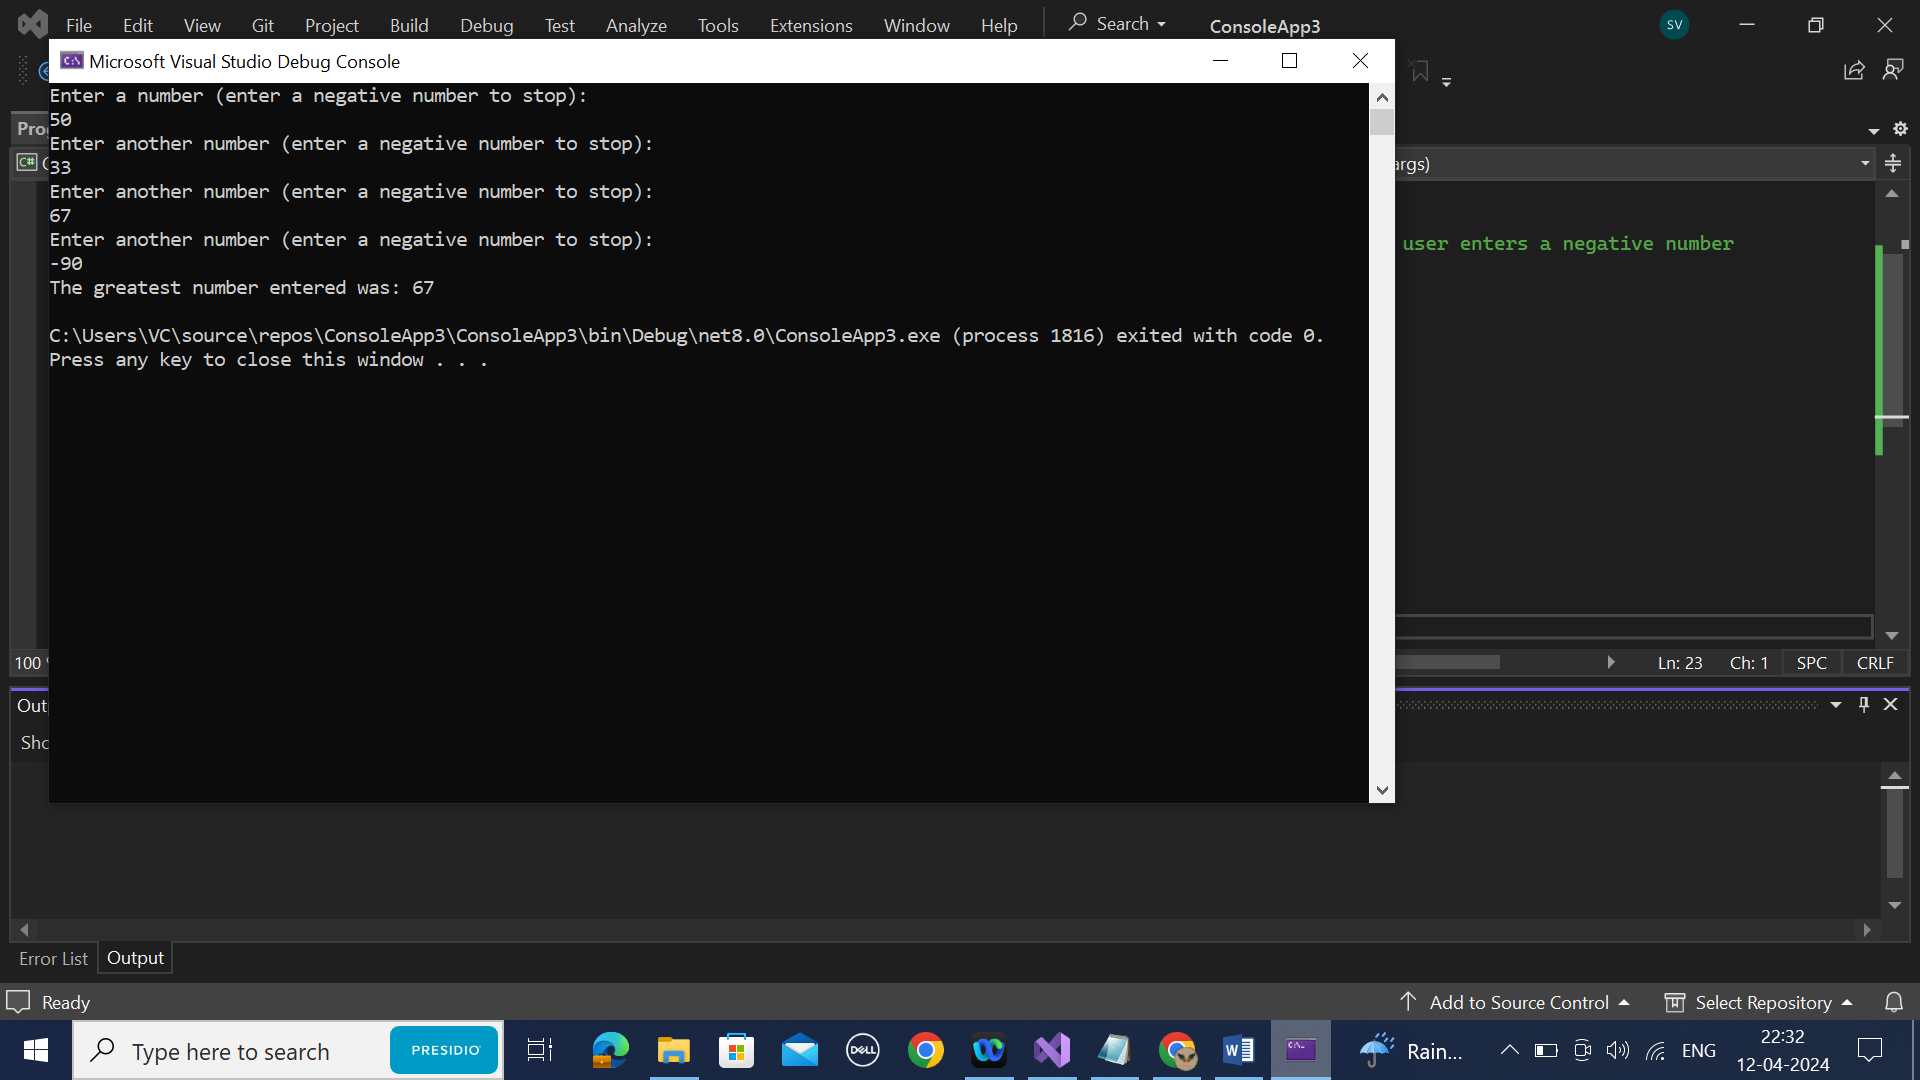 File Edit View Git Project Build Debug Test Analyze Tools Extensions Window Help Search ConsoleApp3 SV
Microsoft Visual Studio Debug Console
Enter a number (enter a negative number to stop):
50
Enter another number (enter a negative number to stop):
33
Enter another number (enter a negative number to stop):
67
Enter another number (enter a negative number to stop):
-90
The greatest number entered was: 67
C:\Users\VC\source\repos\ConsoleApp3\ConsoleApp3\bin\Debug\net8.0\ConsoleApp3.exe (process 1816) exited with code 0.
Press any key to close this window . . .
C#
args)
user enters a negative number
100
Ln: 23 Ch: 1 SPC CRLF
Error List Output
Ready
Add to Source Control Select Repository
Type here to search PRESIDIO DELL Rain... ENG 22:32
12-04-2024